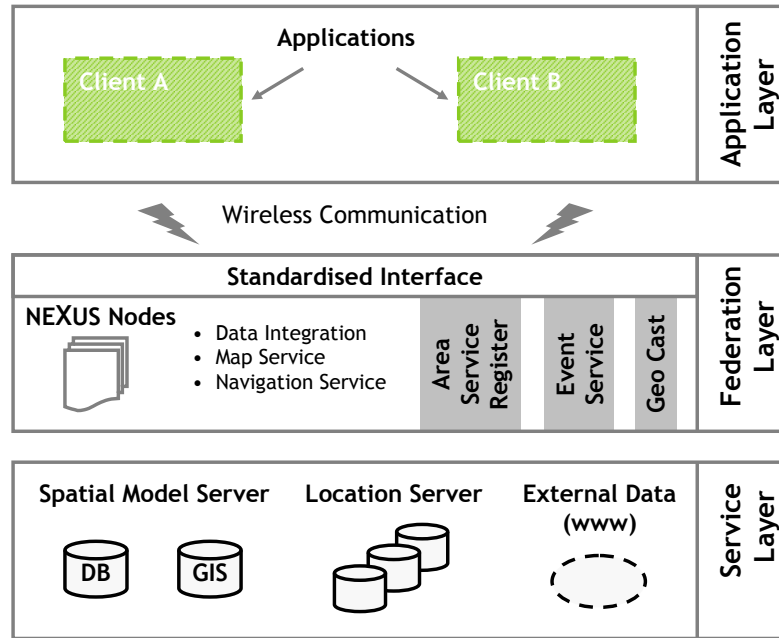 Applications
Client A
Client B
Application
Layer
Wireless Communication
Standardised Interface
NEXUS Nodes
• Data Integration
• Map Service
• Navigation Service
Area
Service
Register
Event
Service
Geo Cast
Federation
Layer
Spatial Model Server
Location Server
External Data
(www)
DB
GIS
Service
Layer